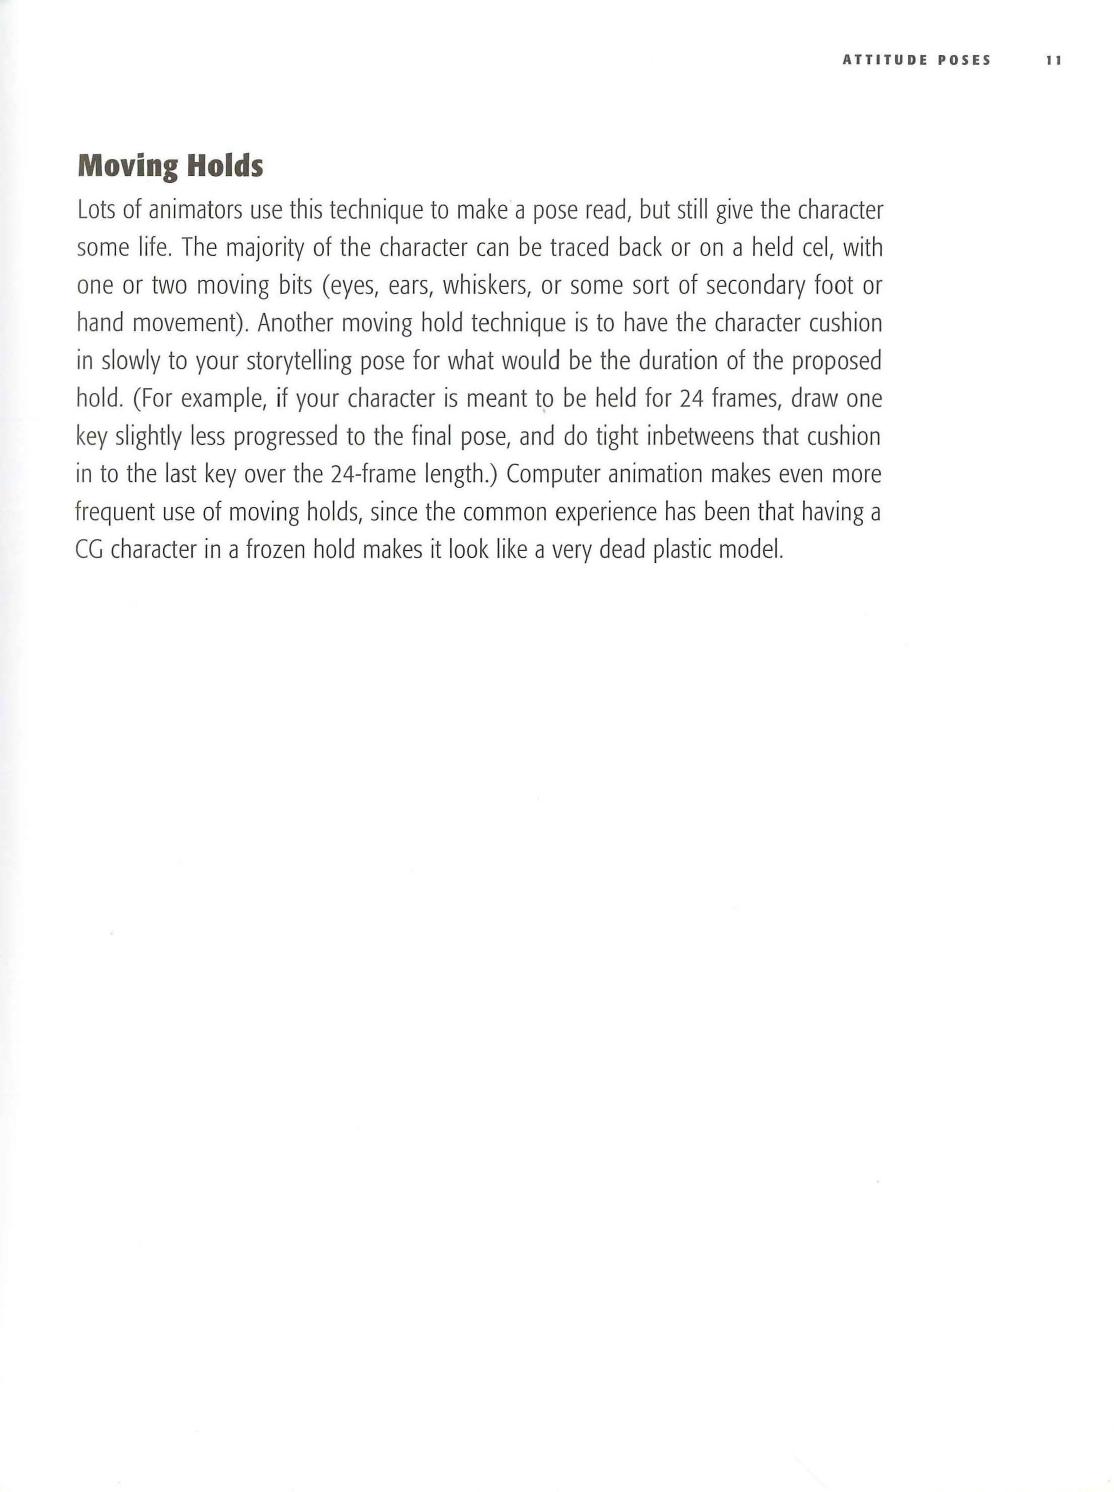 ATTITUDE POSES 11
Moving Holds
Lots of animators use this technique to make a pose read, but still give the character
some life. The majority of the character can be traced back or on a held cel, with
one or two moving bits (eyes, ears, whiskers, or some sort of secondary foot or
hand movement). Another moving hold technique is to have the character cushion
in slowly to your storytelling pose for what would be the duration of the proposed
hold. (For example, if your character is meant to be held for 24 frames, draw one
key slightly less progressed to the final pose, and do tight inbetweens that cushion
in to the last key over the 24-frame length.) Computer animation makes even more
frequent use of moving holds, since the common experience has been that having a
CG character in a frozen hold makes it look like a very dead plastic model.